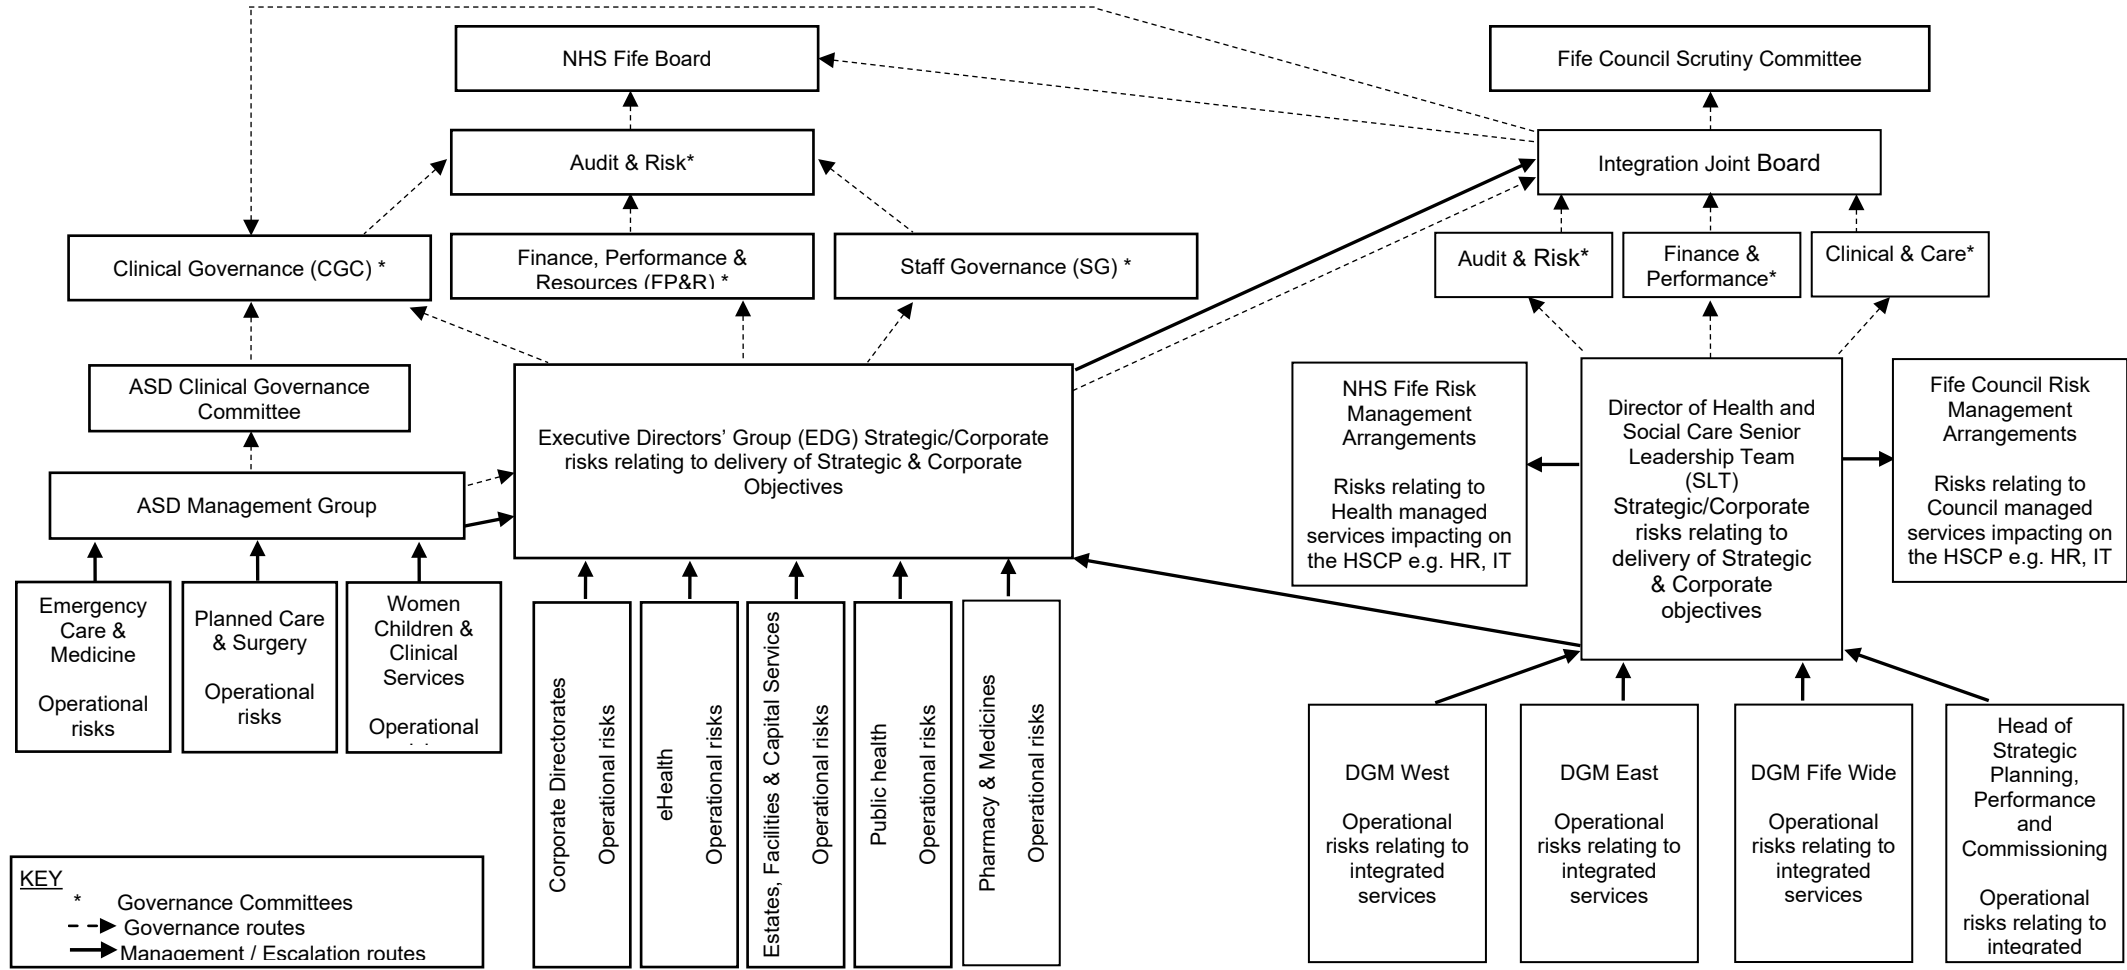 NHS Fife Board
Fife Council Scrutiny Committee
Audit & Risk*
Integration Joint Board
Clinical Governance (CGC) *
Finance, Performance &
Resources (FP&R) *
Staff Governance (SG) *
Audit & Risk*
Finance &
Performance*
Clinical & Care*
ASD Clinical Governance
Committee
ASD Management Group
Executive Directors’ Group (EDG) Strategic/Corporate
risks relating to delivery of Strategic & Corporate
Objectives
NHS Fife Risk
Management
Arrangements
Risks relating to
Health managed
services impacting on
the HSCP e.g. HR, IT
Director of Health and
Social Care Senior
Leadership Team
(SLT)
Strategic/Corporate
risks relating to
delivery of Strategic
& Corporate
objectives
Fife Council Risk
Management
Arrangements
Risks relating to
Council managed
services impacting on
the HSCP e.g. HR, IT
Emergency
Care &
Medicine
Operational
risks
Planned Care
& Surgery
Operational
risks
Women
Children &
Clinical
Services
Operational
Corporate Directorates
Operational risks
eHealth
Operational risks
Estates, Facilities & Capital Services
Operational risks
Public health
Operational risks
Pharmacy & Medicines
Operational risks
DGM West
Operational
risks relating to
integrated
services
DGM East
Operational
risks relating to
integrated
services
DGM Fife Wide
Operational
risks relating to
integrated
services
Head of
Strategic
Planning,
Performance
and
Commissioning
Operational
risks relating to
integrated
KEY
* Governance Committees
Governance routes
Management / Escalation routes